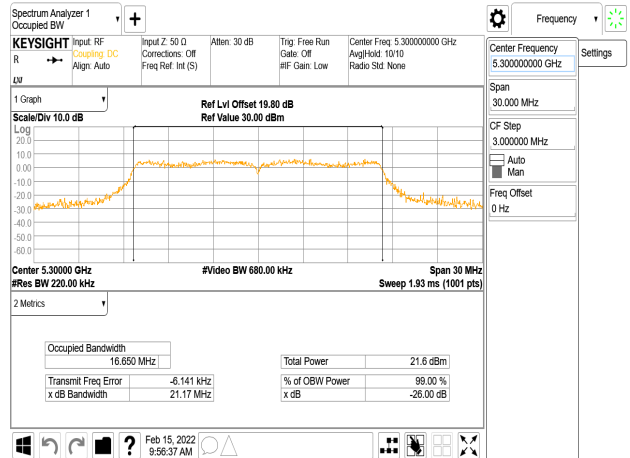 Spectrum Analyzer 1
Occupied BW
Frequency
KEYSIGHT
R
LXI
Input: RF
Coupling: DC
Align: Auto
Input Z: 50 Ω
Corrections: Off
Freq Ref: Int (S)
Atten: 30 dB
Trig: Free Run
Gate: Off
#IF Gain: Low
Center Freq: 5.300000000 GHz
Avg|Hold: 10/10
Radio Std: None
Center Frequency
5.300000000 GHz
Settings
Span
30.000 MHz
CF Step
3.000000 MHz
Auto
Man
Freq Offset
0 Hz
1 Graph
Ref Lvl Offset 19.80 dB
Scale/Div 10.0 dB
Ref Value 30.00 dBm
Log
20.0
10.0
0.00
-10.0
-20.0
-30.0
-40.0
-50.0
-60.0
Center 5.30000 GHz
#Video BW 680.00 kHz
Span 30 MHz
#Res BW 220.00 kHz
Sweep 1.93 ms (1001 pts)
2 Metrics
Occupied Bandwidth
16.650 MHz
Total Power 21.6 dBm
Transmit Freq Error -6.141 kHz
% of OBW Power 99.00 %
x dB Bandwidth 21.17 MHz
x dB -26.00 dB
?
Feb 15, 2022
9:56:37 AM